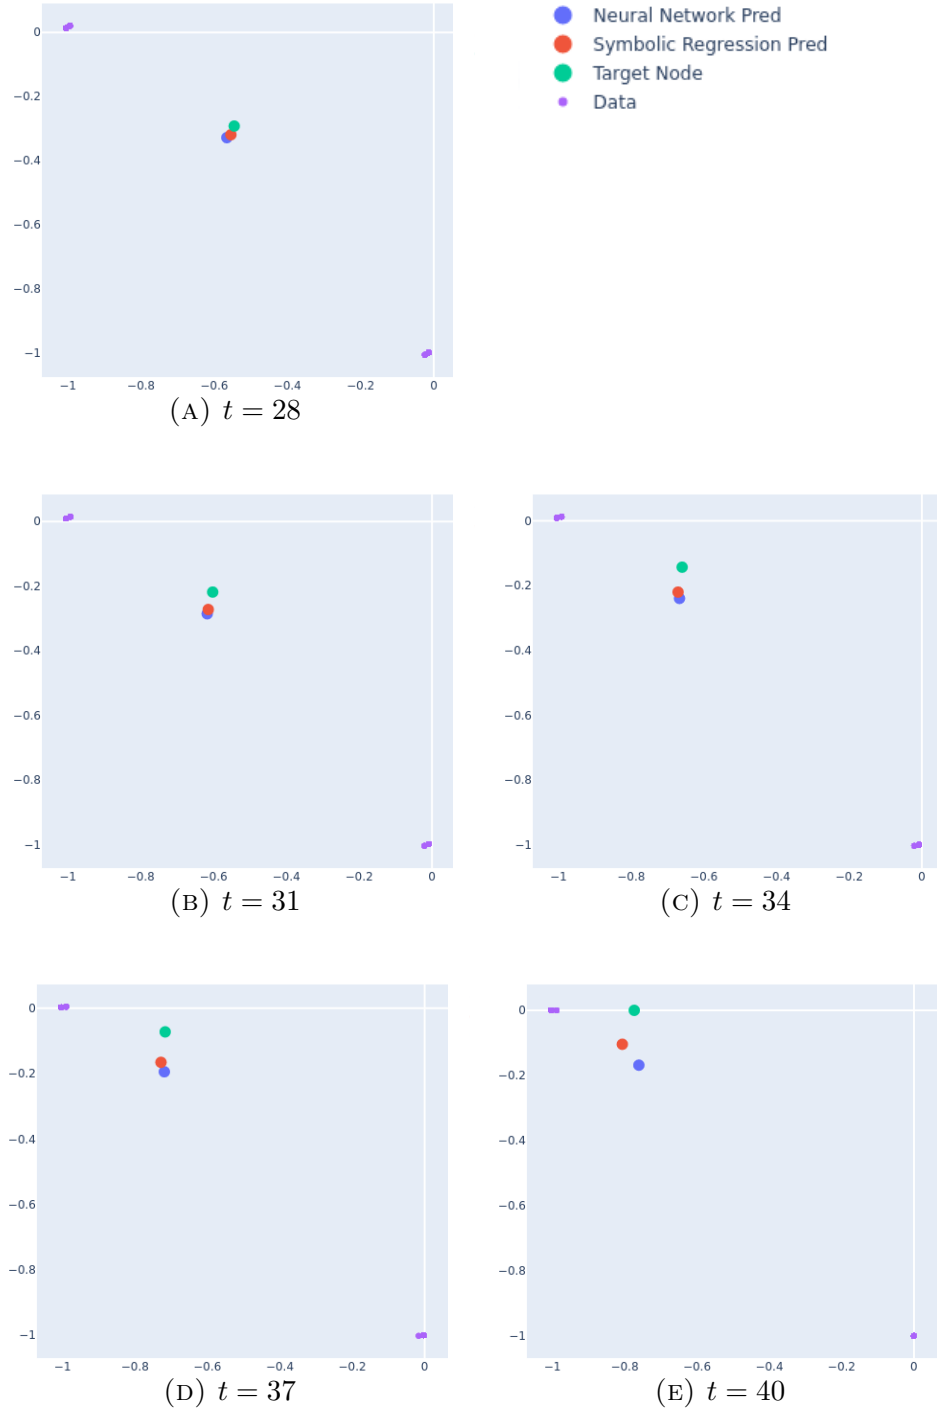 Neural Network Pred
Symbolic Regression Pred
Target Node
Data
0
−0.2
−0.4
−0.6
−0.8
−1
−1 −0.8 −0.6 −0.4 −0.2 0
(A) t = 28
0
−0.2
−0.4
−0.6
−0.8
−1
−1 −0.8 −0.6 −0.4 −0.2 0
(B) t = 31
0
−0.2
−0.4
−0.6
−0.8
−1
−1 −0.8 −0.6 −0.4 −0.2 0
(C) t = 34
0
−0.2
−0.4
−0.6
−0.8
−1
−1 −0.8 −0.6 −0.4 −0.2 0
(D) t = 37
0
−0.2
−0.4
−0.6
−0.8
−1
−1 −0.8 −0.6 −0.4 −0.2 0
(E) t = 40